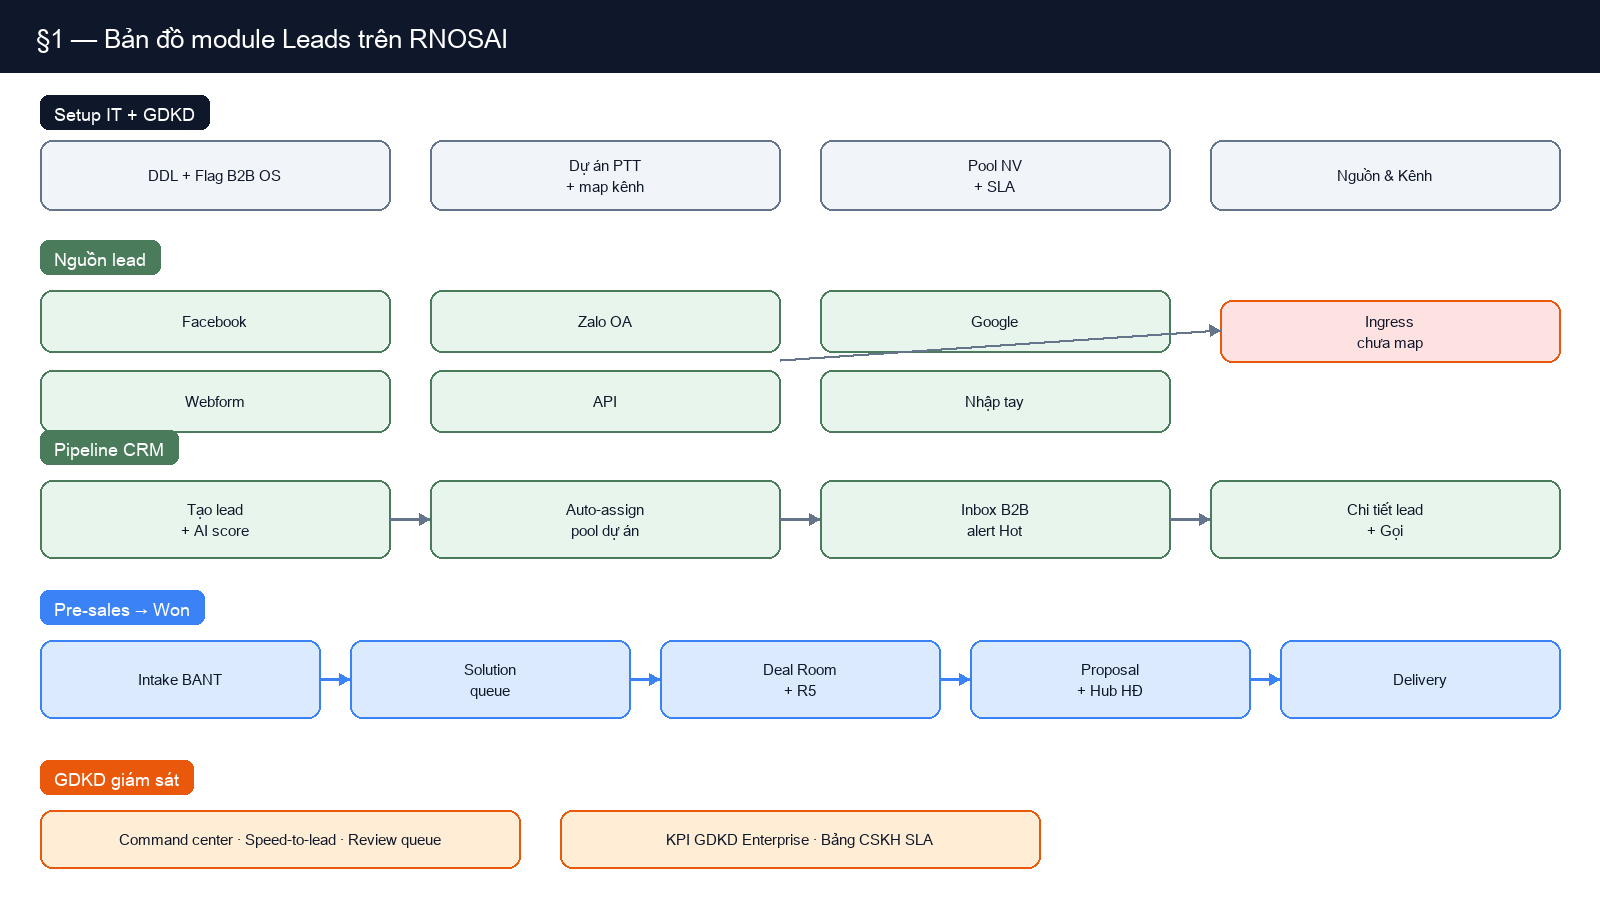 §1 — Bản đồ module Leads trên RNOSAI
Setup IT + GDKD
DDL + Flag B2B OS
Dự án PTT
+ map kênh
Pool NV
+ SLA
Nguồn & Kênh
Nguồn lead
Facebook
Zalo OA
Google
Ingress
chưa map
Webform
API
Nhập tay
Pipeline CRM
Tạo lead
+ AI score
Auto-assign
pool dự án
Inbox B2B
alert Hot
Chi tiết lead
+ Gọi
Pre-sales → Won
Intake BANT
Solution
queue
Deal Room
+ R5
Proposal
+ Hub HĐ
Delivery
GDKD giám sát
Command center · Speed-to-lead · Review queue
KPI GDKD Enterprise · Bảng CSKH SLA